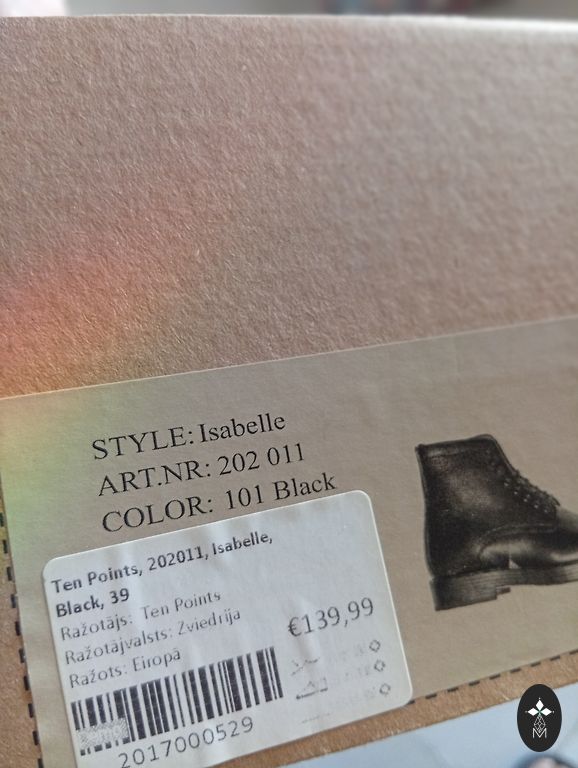 STYLE: Isabelle
ART.NR: 202 011
COLOR: 101 Black
Ten Points, 202011, Isabelle,
Black, 39
Ražotājs: Ten Points
Ražotājvalsts: Zviedrija
Ražots: Eiropā
€139,99
2017000529
M